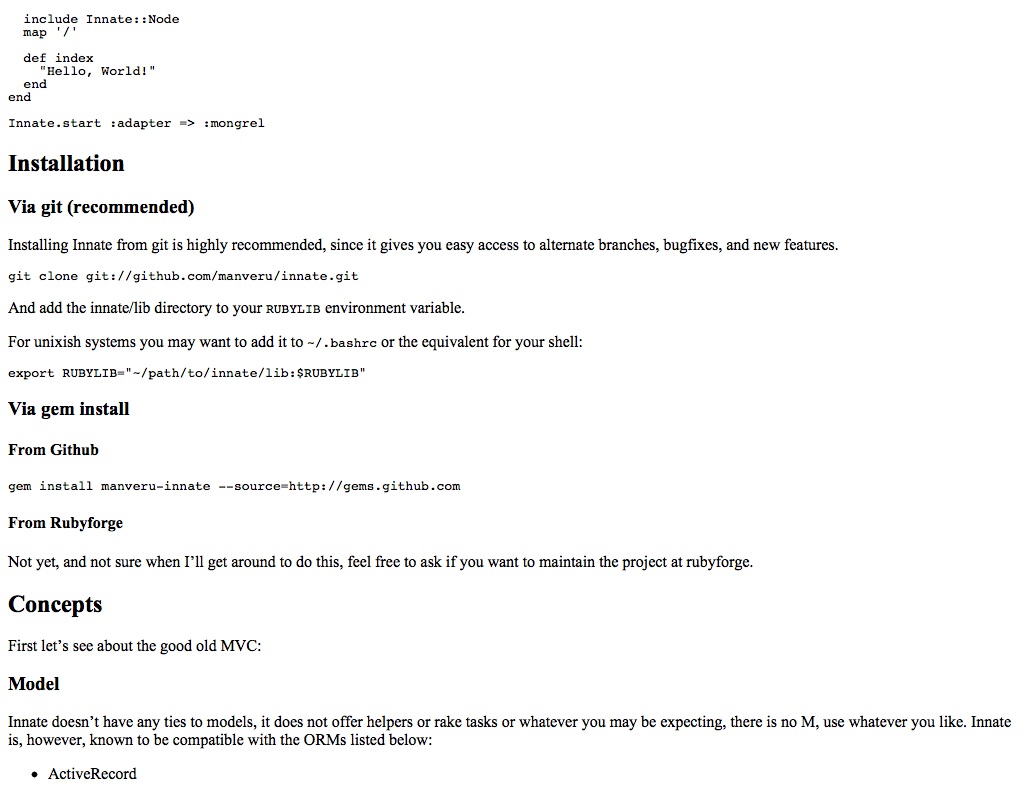 include Innate::Node
map '/'
def index
"Hello, World!"
end
end
Innate.start :adapter => :mongrel
Installation
Via git (recommended)
Installing Innate from git is highly recommended, since it gives you easy access to alternate branches, bugfixes, and new features.
git clone git://github.com/manveru/innate.git
And add the innate/lib directory to your RUBYLIB environment variable.
For unixish systems you may want to add it to ~/.bashrc or the equivalent for your shell:
export RUBYLIB="~/path/to/innate/lib:$RUBYLIB"
Via gem install
From Github
gem install manveru-innate --source=http://gems.github.com
From Rubyforge
Not yet, and not sure when I’ll get around to do this, feel free to ask if you want to maintain the project at rubyforge.
Concepts
First let’s see about the good old MVC:
Model
Innate doesn’t have any ties to models, it does not offer helpers or rake tasks or whatever you may be expecting, there is no M, use whatever you like. Innate
is, however, known to be compatible with the ORMs listed below:
• ActiveRecord